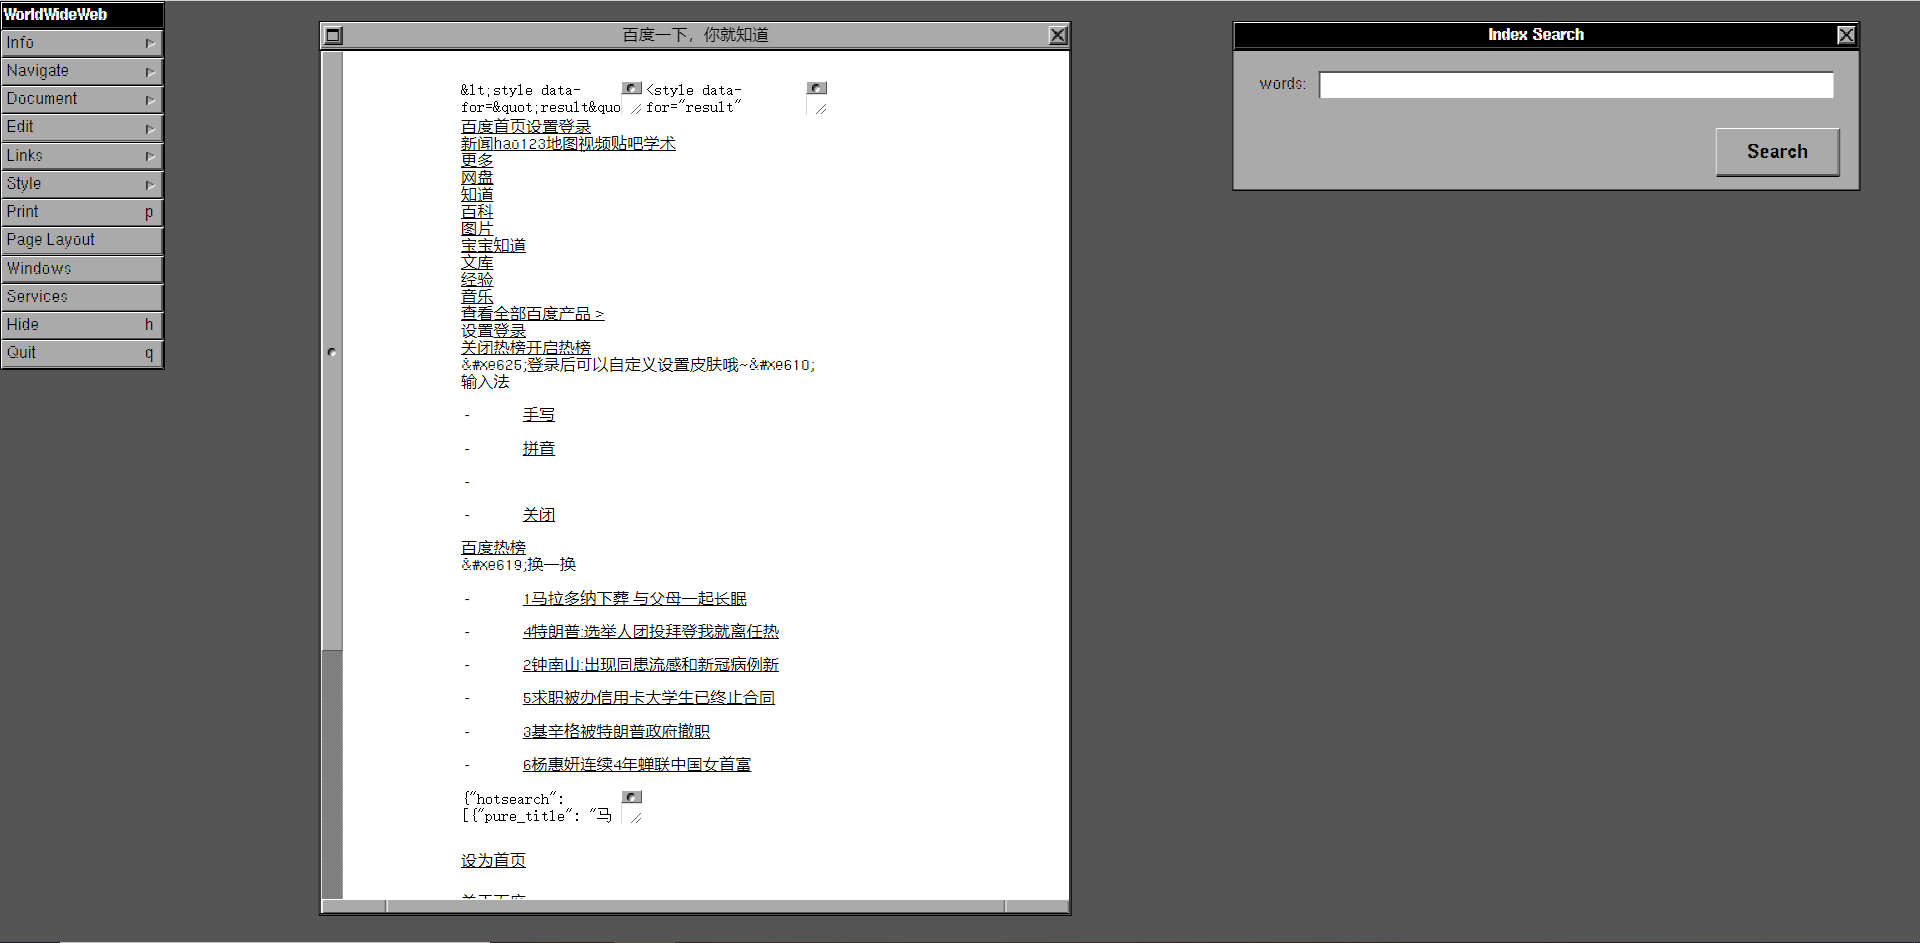 WorldWideWeb
Info
Navigate
Document
Edit
Links
Style
Print p
Page Layout
Windows
Services
Hide h
Quit q
百度一下，你就知道
&lt;style data-
for=&quot;result&quo
<style data-
for="result"
百度首页设置登录
新闻hao123地图视频贴吧学术
更多
网盘
知道
百科
图片
宝宝知道
文库
经验
音乐
查看全部百度产品 >
设置登录
关闭热榜开启热榜
&#xe625;登录后可以自定义设置皮肤哦~&#xe610;
输入法
- 手写
- 拼音
-
- 关闭
百度热榜
&#xe619;换一换
- 1马拉多纳下葬 与父母一起长眠
- 4特朗普:选举人团投拜登我就离任热
- 2钟南山:出现同患流感和新冠病例新
- 5求职被办信用卡大学生已终止合同
- 3基辛格被特朗普政府撤职
- 6杨惠妍连续4年蝉联中国女首富
{"hotsearch":
[{"pure_title": "马
设为首页
关于百度
Index Search
words:
Search